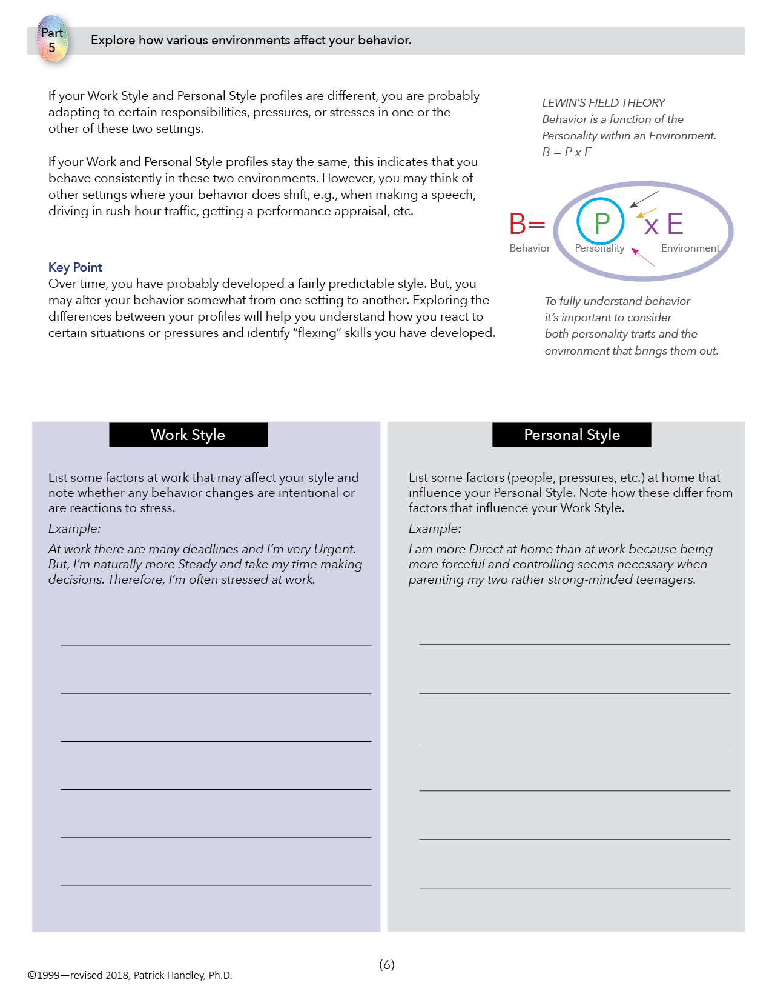 Part
5
Explore how various environments affect your behavior.
If your Work Style and Personal Style profiles are different, you are probably
adapting to certain responsibilities, pressures, or stresses in one or the
other of these two settings.
If your Work and Personal Style profiles stay the same, this indicates that you
behave consistently in these two environments. However, you may think of
other settings where your behavior does shift, e.g., when making a speech,
driving in rush-hour traffic, getting a performance appraisal, etc.
Key Point
Over time, you have probably developed a fairly predictable style. But, you
may alter your behavior somewhat from one setting to another. Exploring the
differences between your profiles will help you understand how you react to
certain situations or pressures and identify “flexing” skills you have developed.
LEWIN’S FIELD THEORY
Behavior is a function of the
Personality within an Environment.
B = P x E
B= P x E
Behavior Personality Environment
To fully understand behavior
it’s important to consider
both personality traits and the
environment that brings them out.
Work Style
List some factors at work that may affect your style and
note whether any behavior changes are intentional or
are reactions to stress.
Example:
At work there are many deadlines and I’m very Urgent.
But, I’m naturally more Steady and take my time making
decisions. Therefore, I’m often stressed at work.
Personal Style
List some factors (people, pressures, etc.) at home that
influence your Personal Style. Note how these differ from
factors that influence your Work Style.
Example:
I am more Direct at home than at work because being
more forceful and controlling seems necessary when
parenting my two rather strong-minded teenagers.
(6)
©1999—revised 2018, Patrick Handley, Ph.D.